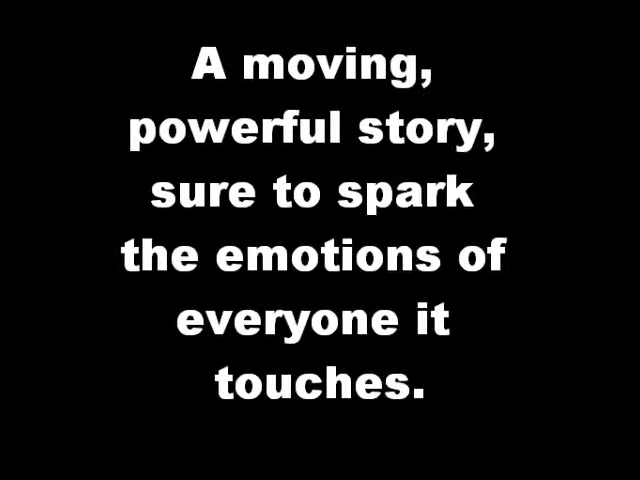 A moving,
powerful story,
sure to spark
the emotions of
everyone it
touches.